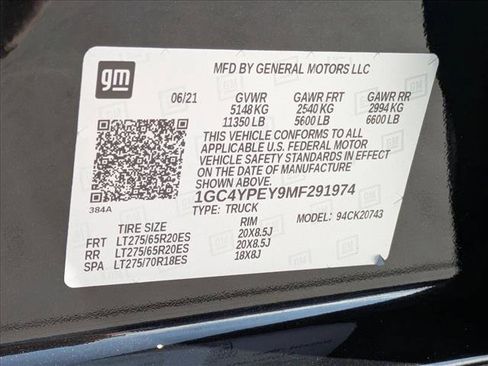 gm
MFD BY GENERAL MOTORS LLC
06/21 GVWR GAWR FRT GAWR RR
5148 KG 2540 KG 2994 KG
11350 LB 5600 LB 6600 LB
THIS VEHICLE CONFORMS TO ALL
APPLICABLE U.S. FEDERAL MOTOR
VEHICLE SAFETY STANDARDS IN EFFECT
ON THE DATE OF MANUFACTURE SHOWN ABOVE.
1GC4YPEY9MF291974
384A
TYPE: TRUCK MODEL: 94CK20743
TIRE SIZE RIM
FRT LT275/65R20ES 20X8.5J
RR LT275/65R20ES 20X8.5J
SPA LT275/70R18ES 18X8J